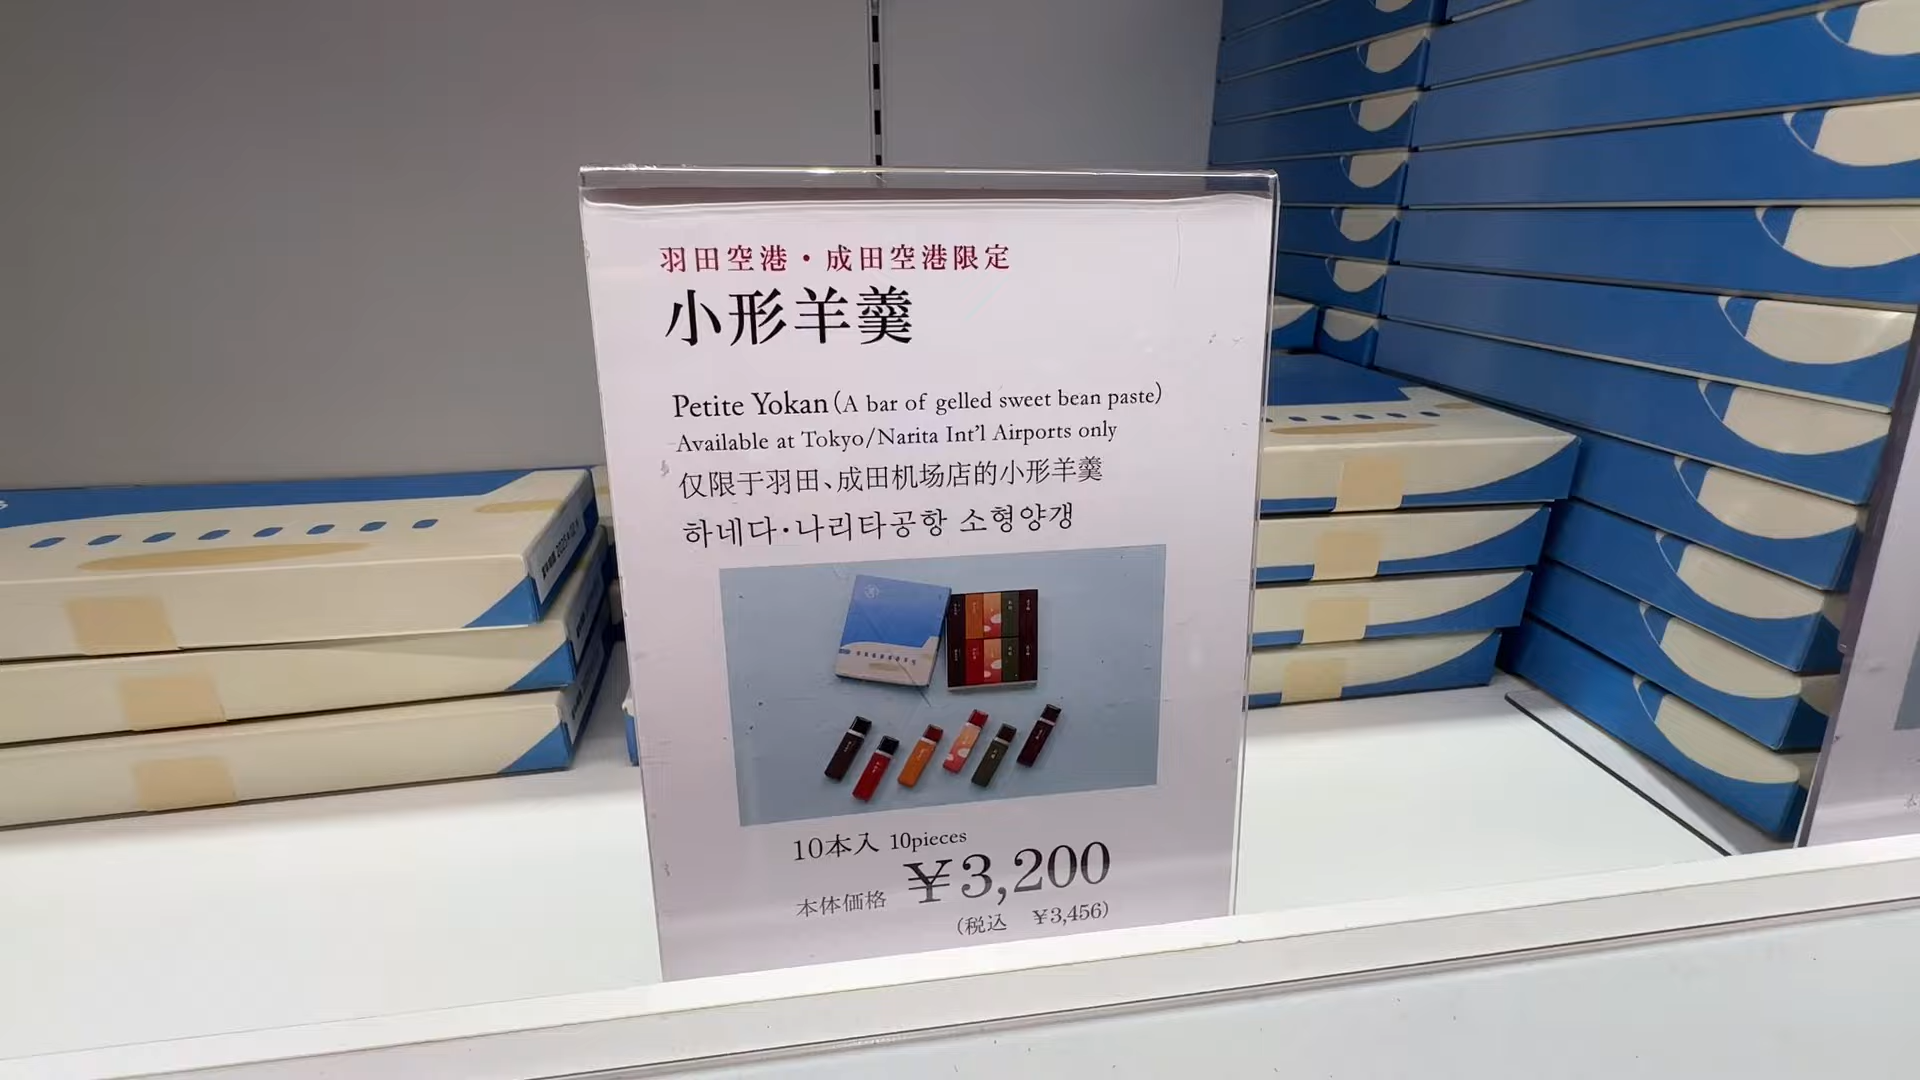 羽田空港・成田空港限定
小形羊羹
Petite Yokan (A bar of gelled sweet bean paste)
Available at Tokyo/Narita Int'l Airports only
仅限于羽田、成田机场店的小形羊羹
하네다·나리타공항 소형양갱
10本入 10pieces
本体価格 ¥3,200
(税込 ¥3,456)